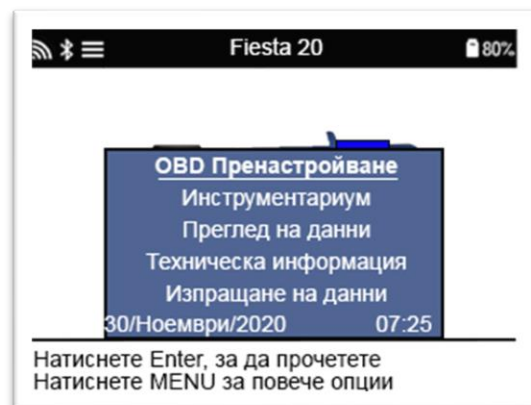 Fiesta 20 80%
OBD Пренастройване
Инструментариум
Преглед на данни
Техническа информация
Изпращане на данни
30/Ноември/2020 07:25
Натиснете Enter, за да прочетете
Натиснете MENU за повече опции